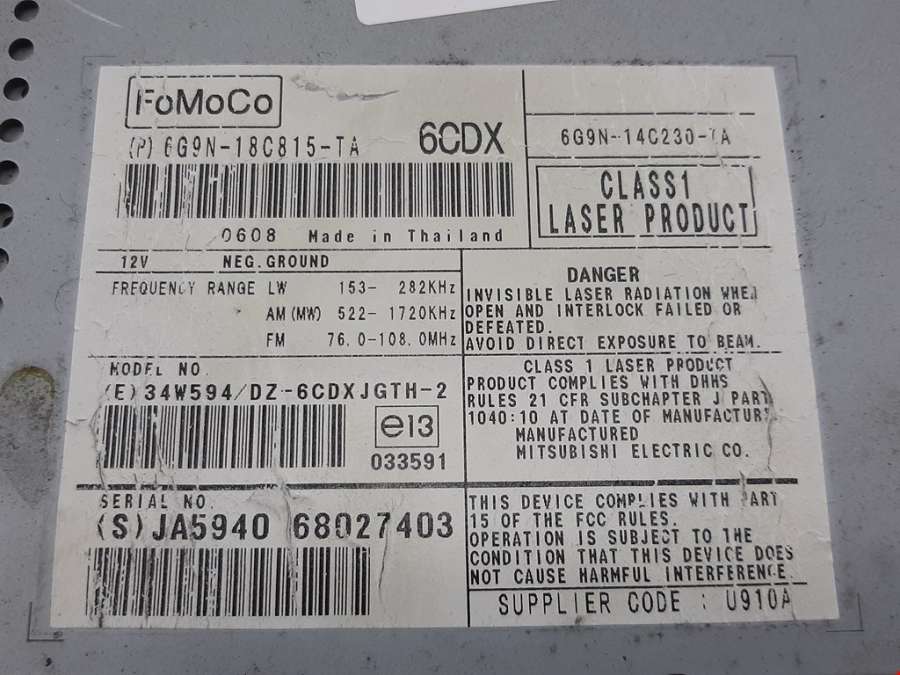 FoMoCo
(P) 6G9N-18C815-TA
6CDX
0608 Made in Thailand
6G9N-14C230-TA
CLASS1
LASER PRODUCT
12V NEG.GROUND
FREQUENCY RANGE LW 153- 282KHz
AM(MW) 522- 1720KHz
FM 76.0-108.0MHz
DANGER
INVISIBLE LASER RADIATION WHEN
OPEN AND INTERLOCK FAILED OR
DEFEATED.
AVOID DIRECT EXPOSURE TO BEAM.
MODEL NO.
(E)34W594/DZ-6CDXJGTH-2
e13
033591
CLASS 1 LASER PRODUCT
PRODUCT COMPLIES WITH DHHS
RULES 21 CFR SUBCHAPTER J PART
1040:10 AT DATE OF MANUFACTURE
MANUFACTURED
MITSUBISHI ELECTRIC CO.
SERIAL NO.
(S)JA5940 68027403
THIS DEVICE COMPLIES WITH PART
15 OF THE FCC RULES.
OPERATION IS SUBJECT TO THE
CONDITION THAT THIS DEVICE DOES
NOT CAUSE HARMFUL INTERFERENCE.
SUPPLIER CODE : U910A